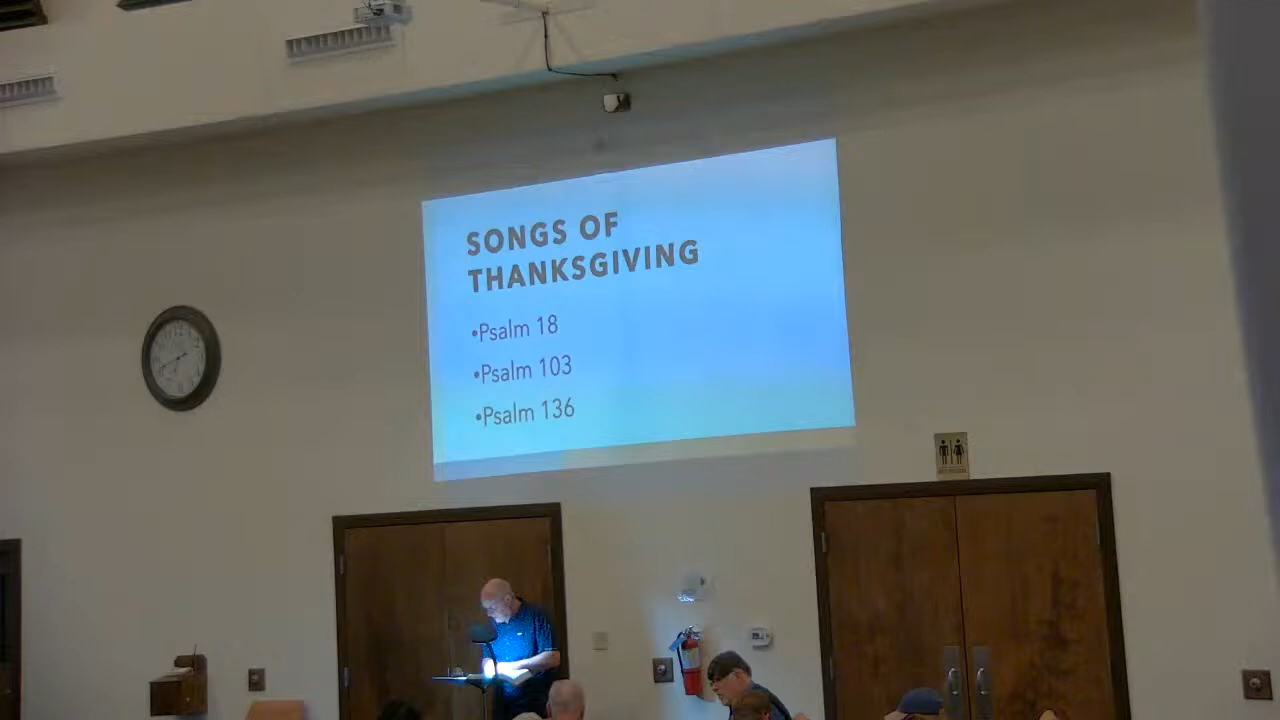 SONGS OF
THANKSGIVING
•Psalm 18
•Psalm 103
•Psalm 136